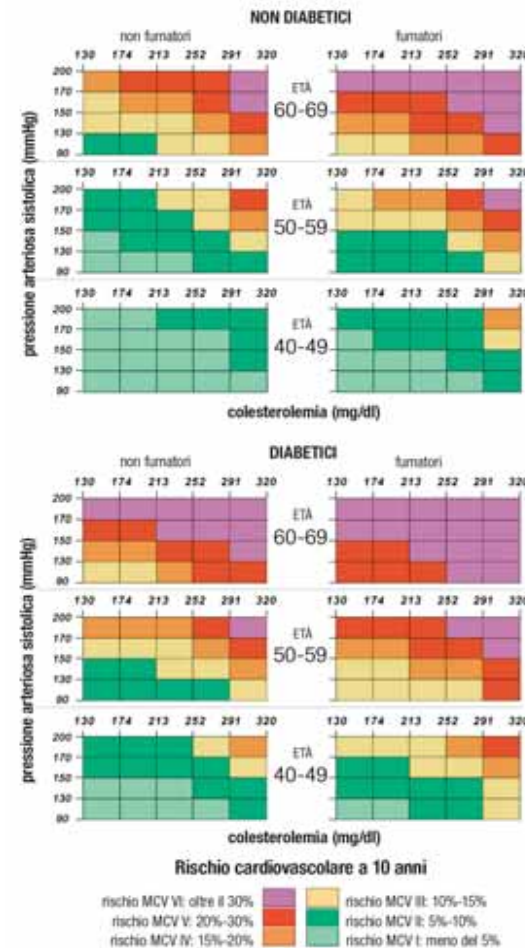 NON DIABETICI
non fumatori fumatori
130 174 213 252 291 320 130 174 213 252 291 320
200
170
150
130
90
ETÀ
60-69
130 174 213 252 291 320 130 174 213 252 291 320
200
170
150
130
90
ETÀ
50-59
130 174 213 252 291 320 130 174 213 252 291 320
200
170
150
130
90
ETÀ
40-49
pressione arteriosa sistolica (mmHg)
colesterolemia (mg/dl)
DIABETICI
non fumatori fumatori
130 174 213 252 291 320 130 174 213 252 291 320
200
170
150
130
90
ETÀ
60-69
130 174 213 252 291 320 130 174 213 252 291 320
200
170
150
130
90
ETÀ
50-59
130 174 213 252 291 320 130 174 213 252 291 320
200
170
150
130
90
ETÀ
40-49
pressione arteriosa sistolica (mmHg)
colesterolemia (mg/dl)
Rischio cardiovascolare a 10 anni
rischio MCV VI: oltre il 30% rischio MCV III: 10%-15%
rischio MCV V: 20%-30% rischio MCV II: 5%-10%
rischio MCV IV: 15%-20% rischio MCV I: meno del 5%